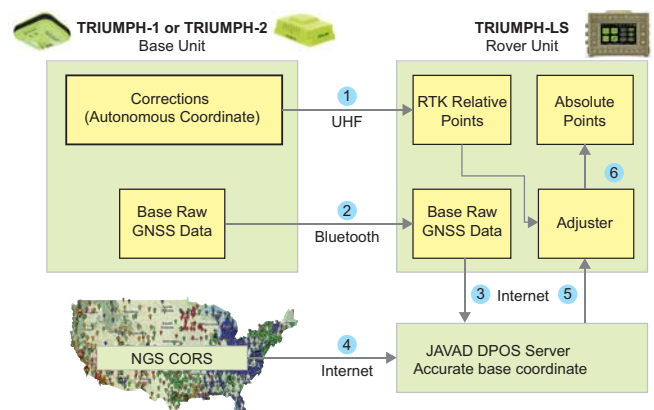 TRIUMPH-1 or TRIUMPH-2
Base Unit
TRIUMPH-LS
Rover Unit
Corrections
(Autonomous Coordinate)
1
UHF
RTK Relative
Points
Absolute
Points
6
Base Raw
GNSS Data
2
Bluetooth
Base Raw
GNSS Data
Adjuster
3 Internet 5
NGS CORS
4
Internet
JAVAD DPOS Server
Accurate base coordinate